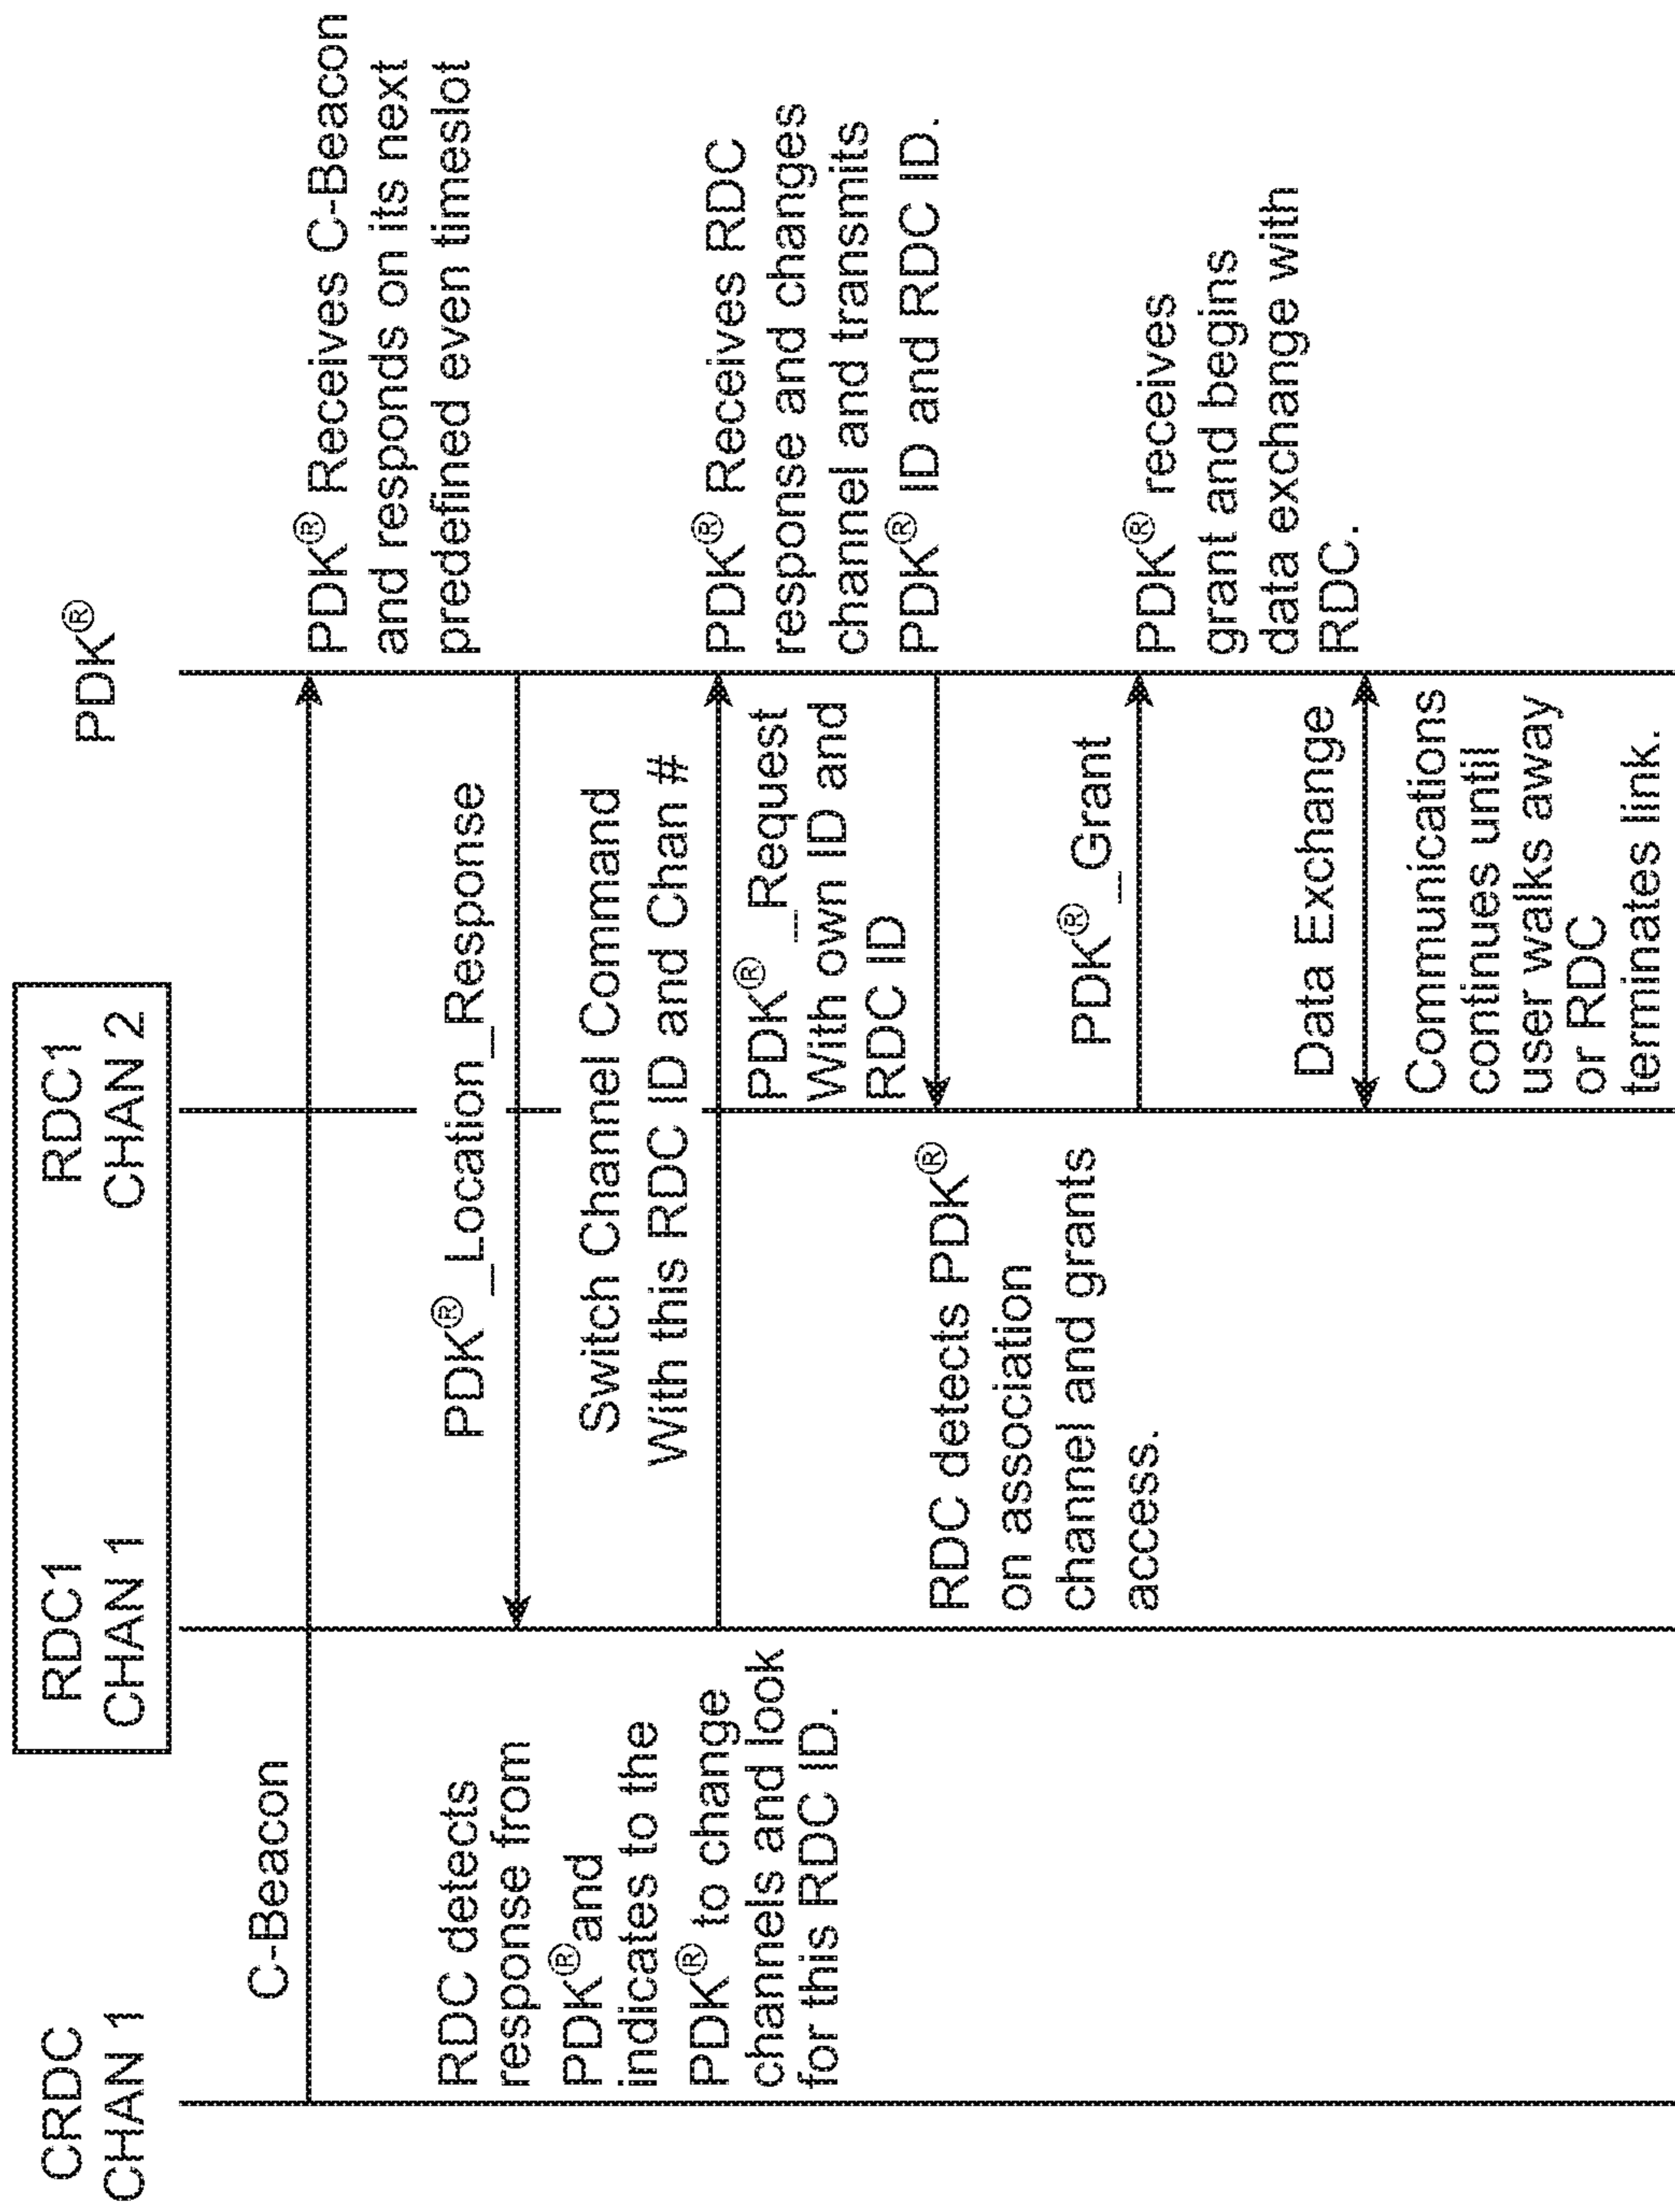 CRDC
CHAN 1
RDC1
CHAN 1
RDC1
CHAN 2
PDK®
C-Beacon
PDK® Receives C-Beacon
and responds on its next
predefined even timeslot
PDK®_Location_Response
RDC detects
response from
PDK® and
indicates to the
PDK® to change
channels and look
for this RDC ID.
Switch Channel Command
With this RDC ID and Chan #
PDK® Receives RDC
response and changes
channel and transmits
PDK® ID and RDC ID.
PDK®_Request
With own ID and
RDC ID
RDC detects PDK®
on association
channel and grants
access.
PDK®_Grant
PDK® receives
grant and begins
data exchange with
RDC.
Data Exchange
Communications
continues until
user walks away
or RDC
terminates link.